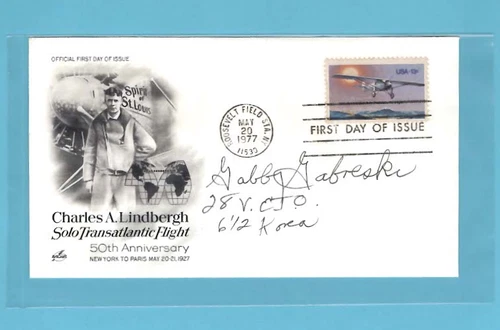 OFFICIAL FIRST DAY OF ISSUE
Spirit
St. Louis
USA 13c
ROOSEVELT FIELD STA. NY
MAY
20
1977
11530
FIRST DAY OF ISSUE
Gabby Gabreski
28 V.C.T.O.
6 1/2 Korea
Charles A. Lindbergh
Solo Transatlantic Flight
50th Anniversary
NEW YORK TO PARIS MAY 20-21, 1927